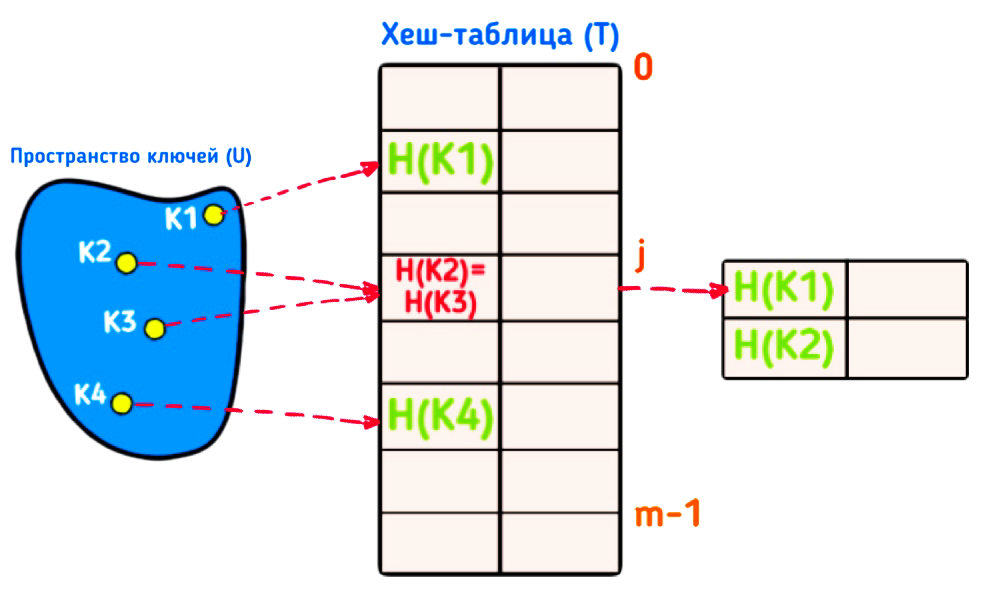 Хеш-таблица (T)
0
Пространство ключей (U)
H(K1)
K1
K2
j
H(K2)=
H(K3)
H(K1)
K3
H(K2)
K4
H(K4)
m-1